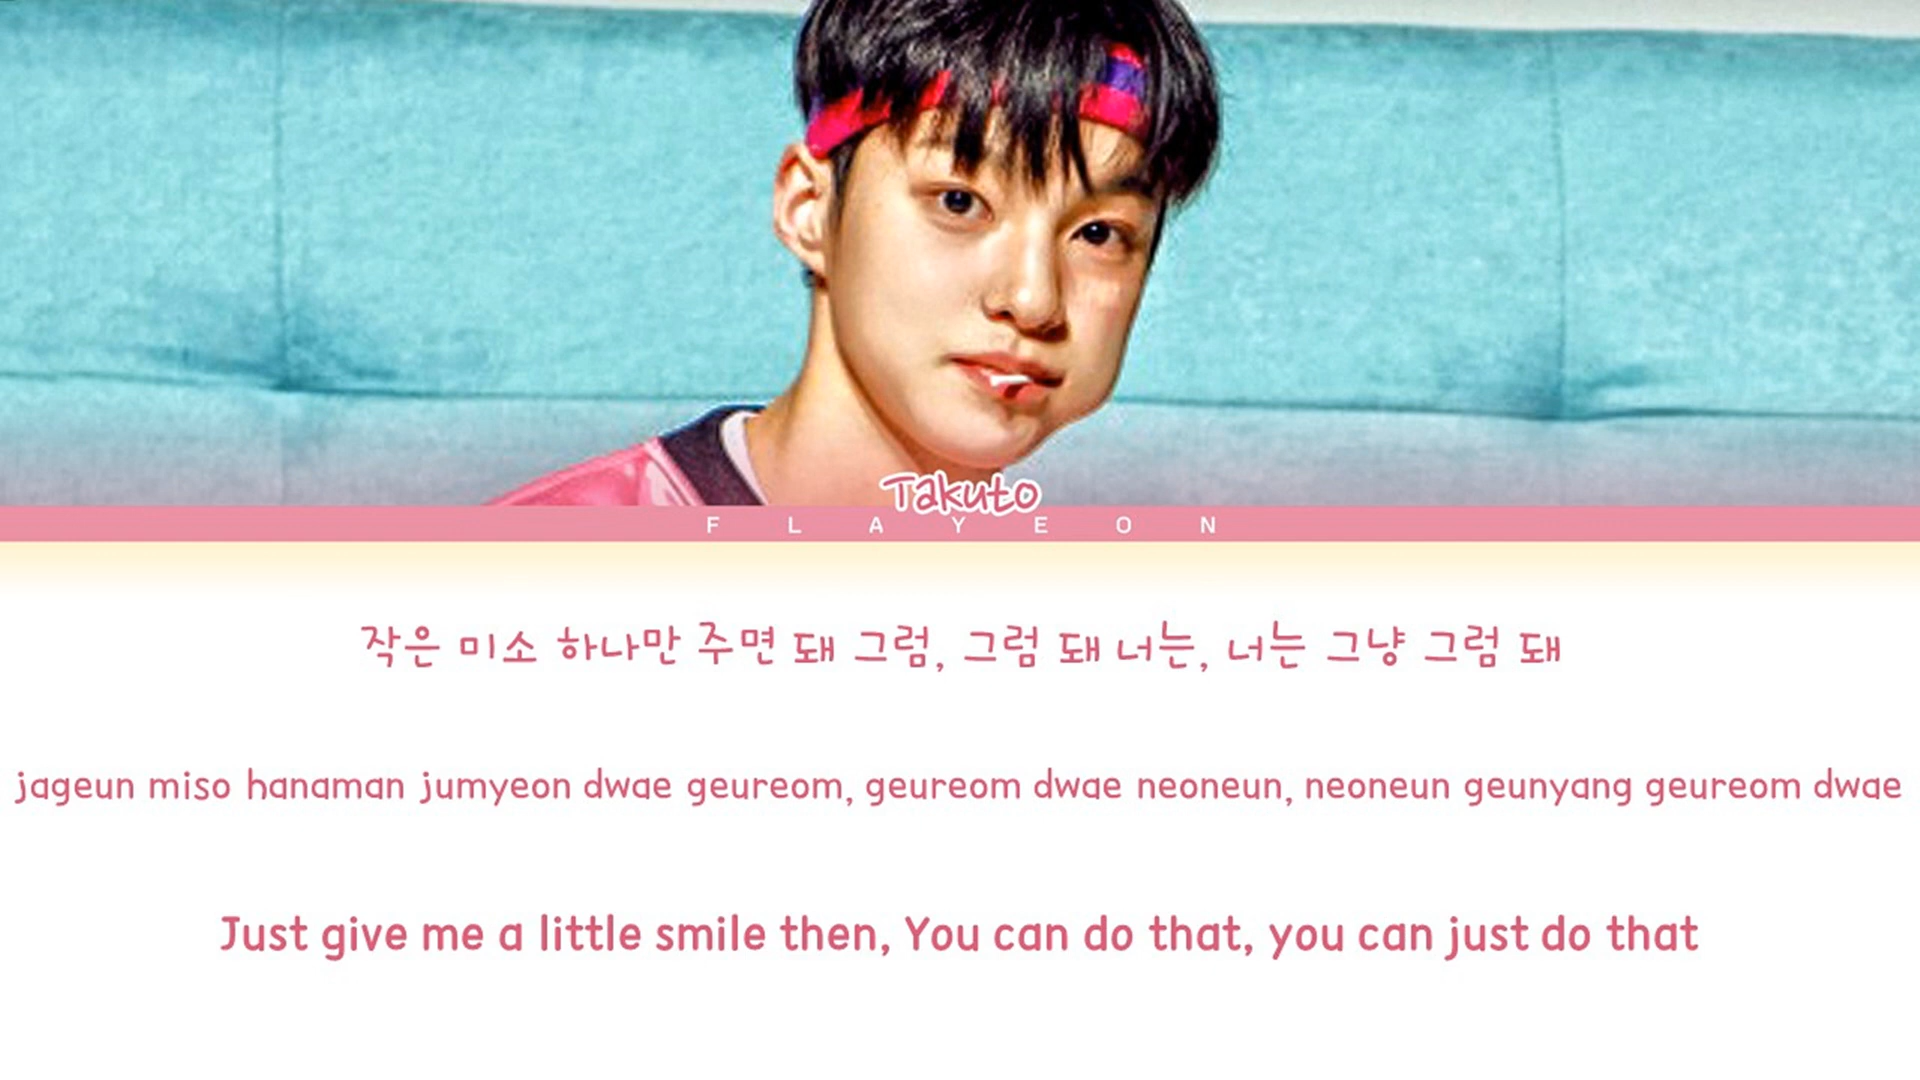 Takuto
FLAYEON
작은 미소 하나만 주면 돼 그럼, 그럼 돼 너는, 너는 그냥 그럼 돼
jageun miso hanaman jumyeon dwae geureom, geureom dwae neoneun, neoneun geunyang geureom dwae
Just give me a little smile then, You can do that, you can just do that